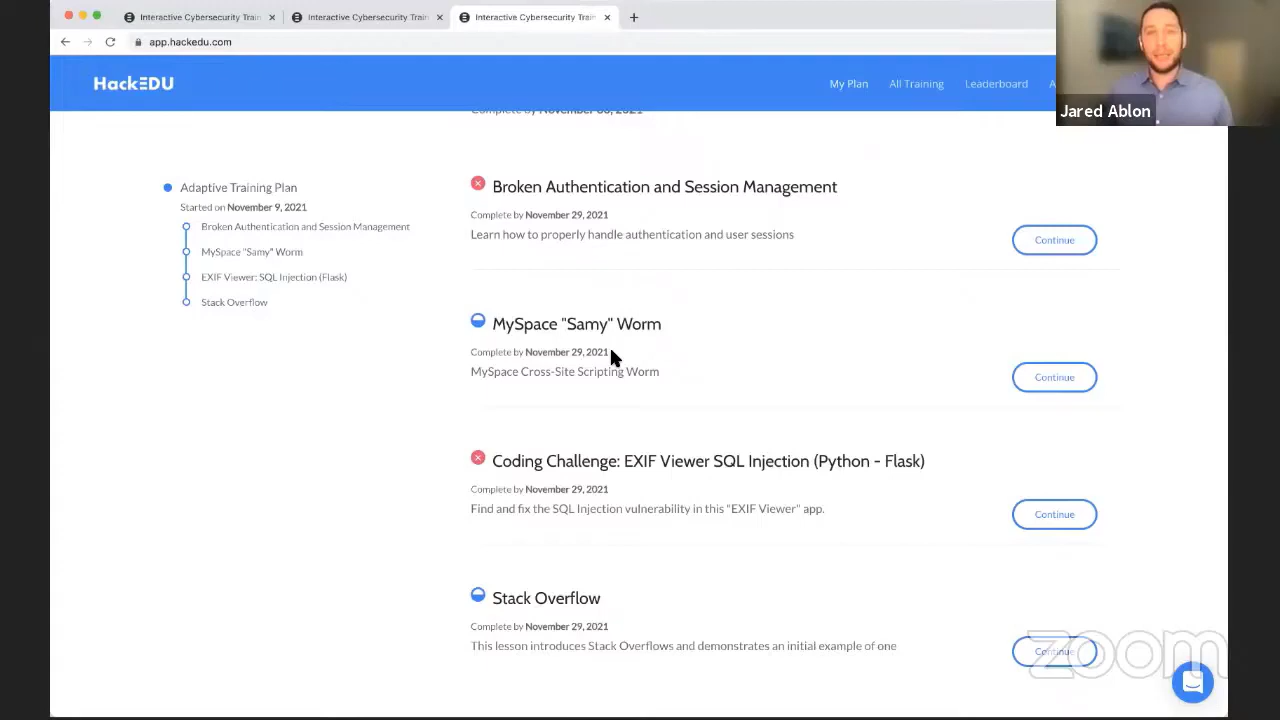 Interactive Cybersecurity Train
Interactive Cybersecurity Train
Interactive Cybersecurity Train
app.hackedu.com
HackEDU
My Plan
All Training
Leaderboard
A
Jared Ablon
Adaptive Training Plan
Started on November 9, 2021
Broken Authentication and Session Management
MySpace "Samy" Worm
EXIF Viewer: SQL Injection (Flask)
Stack Overflow
Broken Authentication and Session Management
Complete by November 29, 2021
Learn how to properly handle authentication and user sessions
Continue
MySpace "Samy" Worm
Complete by November 29, 2021
MySpace Cross-Site Scripting Worm
Continue
Coding Challenge: EXIF Viewer SQL Injection (Python - Flask)
Complete by November 29, 2021
Find and fix the SQL Injection vulnerability in this "EXIF Viewer" app.
Continue
Stack Overflow
Complete by November 29, 2021
This lesson introduces Stack Overflows and demonstrates an initial example of one
Continue
zoom